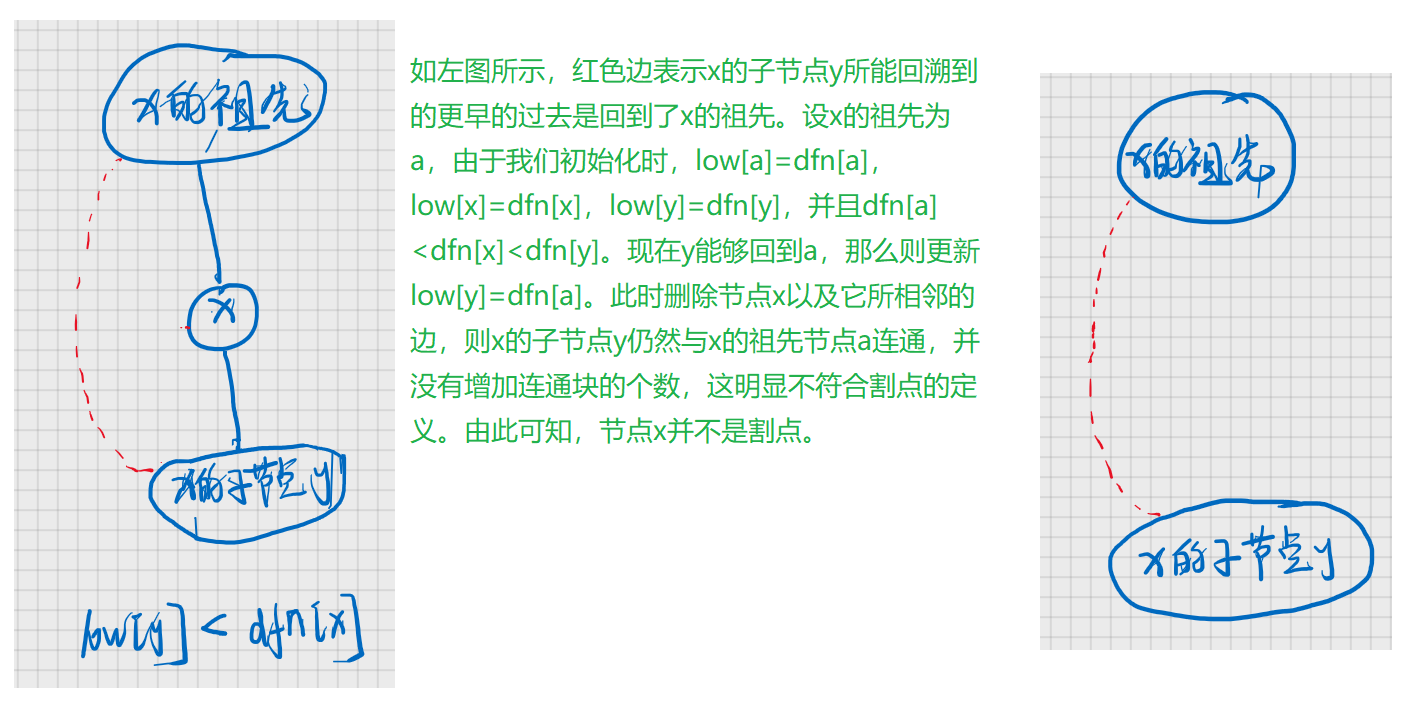 x的祖先
x
x的子节点y
low[y] < dfn[x]
如左图所示，红色边表示x的子节点y所能回溯到
的更早的过去是回到了x的祖先。设x的祖先为
a，由于我们初始化时，low[a]=dfn[a]，
low[x]=dfn[x]，low[y]=dfn[y]，并且dfn[a]
<dfn[x]<dfn[y]。现在y能够回到a，那么则更新
low[y]=dfn[a]。此时删除节点x以及它所相邻的
边，则x的子节点y仍然与x的祖先节点a连通，并
没有增加连通块的个数，这明显不符合割点的定
义。由此可知，节点x并不是割点。
x的祖先
x的子节点y